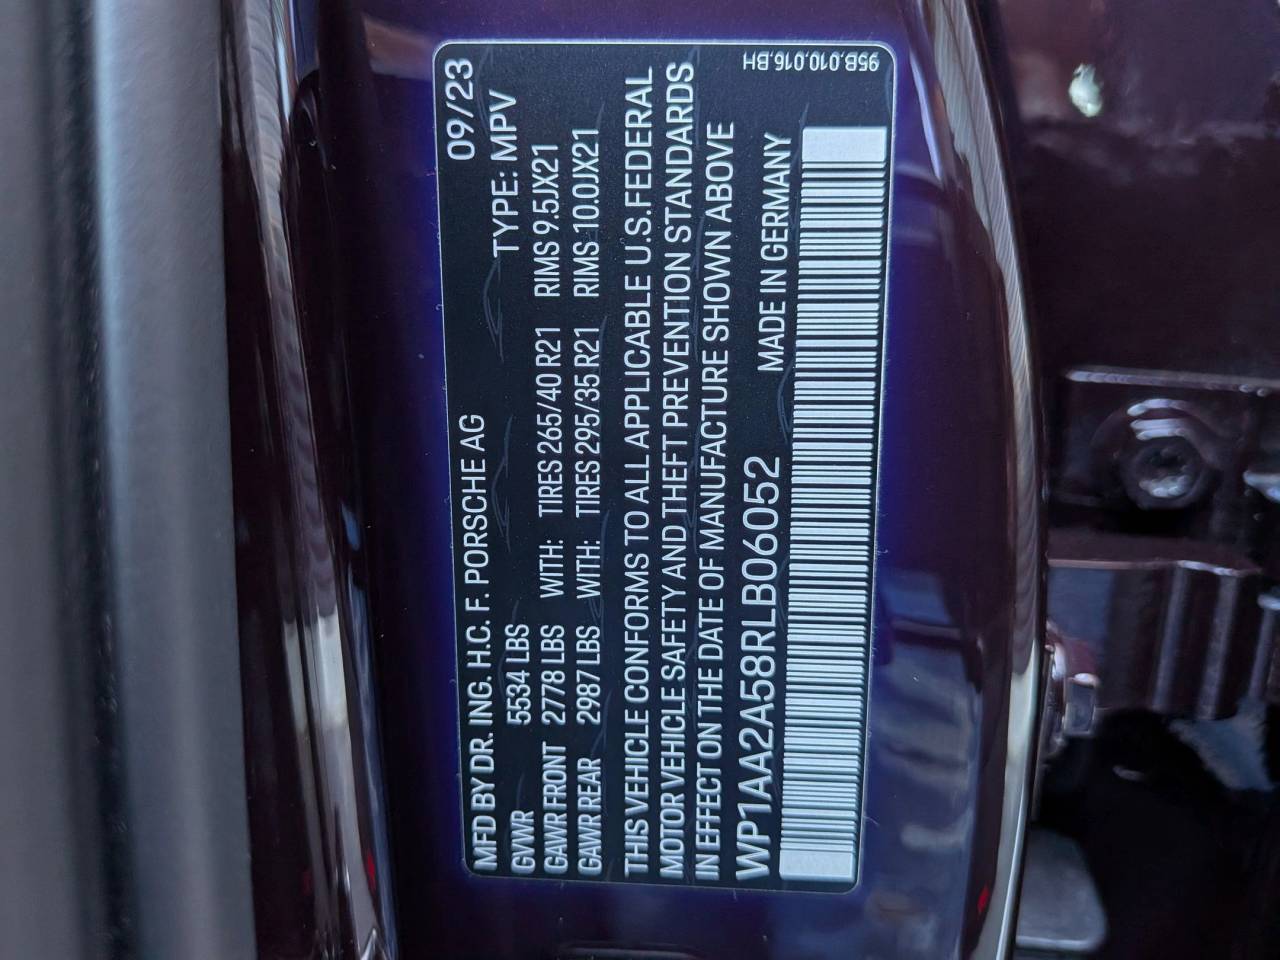 MFD BY DR. ING. H.C. F. PORSCHE AG 09/23
GVWR 5534 LBS TYPE: MPV
GAWR FRONT 2778 LBS WITH: TIRES 265/40 R21 RIMS 9.5JX21
GAWR REAR 2987 LBS WITH: TIRES 295/35 R21 RIMS 10.0JX21
THIS VEHICLE CONFORMS TO ALL APPLICABLE U.S.FEDERAL
MOTOR VEHICLE SAFETY AND THEFT PREVENTION STANDARDS
IN EFFECT ON THE DATE OF MANUFACTURE SHOWN ABOVE
WP1AA2A58RLB06052 MADE IN GERMANY
95B.010.016.BH